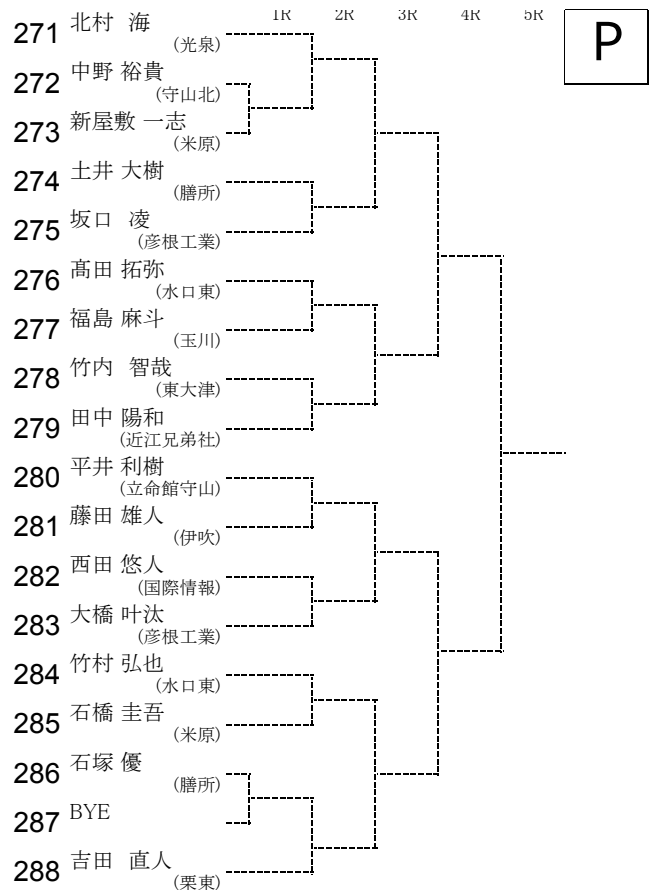 1R 2R 3R 4R 5R P
271 北村 海
(光泉)
272 中野 裕貴
(守山北)
273 新屋敷 一志
(米原)
274 土井 大樹
(膳所)
275 坂口 凌
(彦根工業)
276 髙田 拓弥
(水口東)
277 福島 麻斗
(玉川)
278 竹内 智哉
(東大津)
279 田中 陽和
(近江兄弟社)
280 平井 利樹
(立命館守山)
281 藤田 雄人
(伊吹)
282 西田 悠人
(国際情報)
283 大橋 叶汰
(彦根工業)
284 竹村 弘也
(水口東)
285 石橋 圭吾
(米原)
286 石塚 優
(膳所)
287 BYE
288 吉田 直人
(栗東)